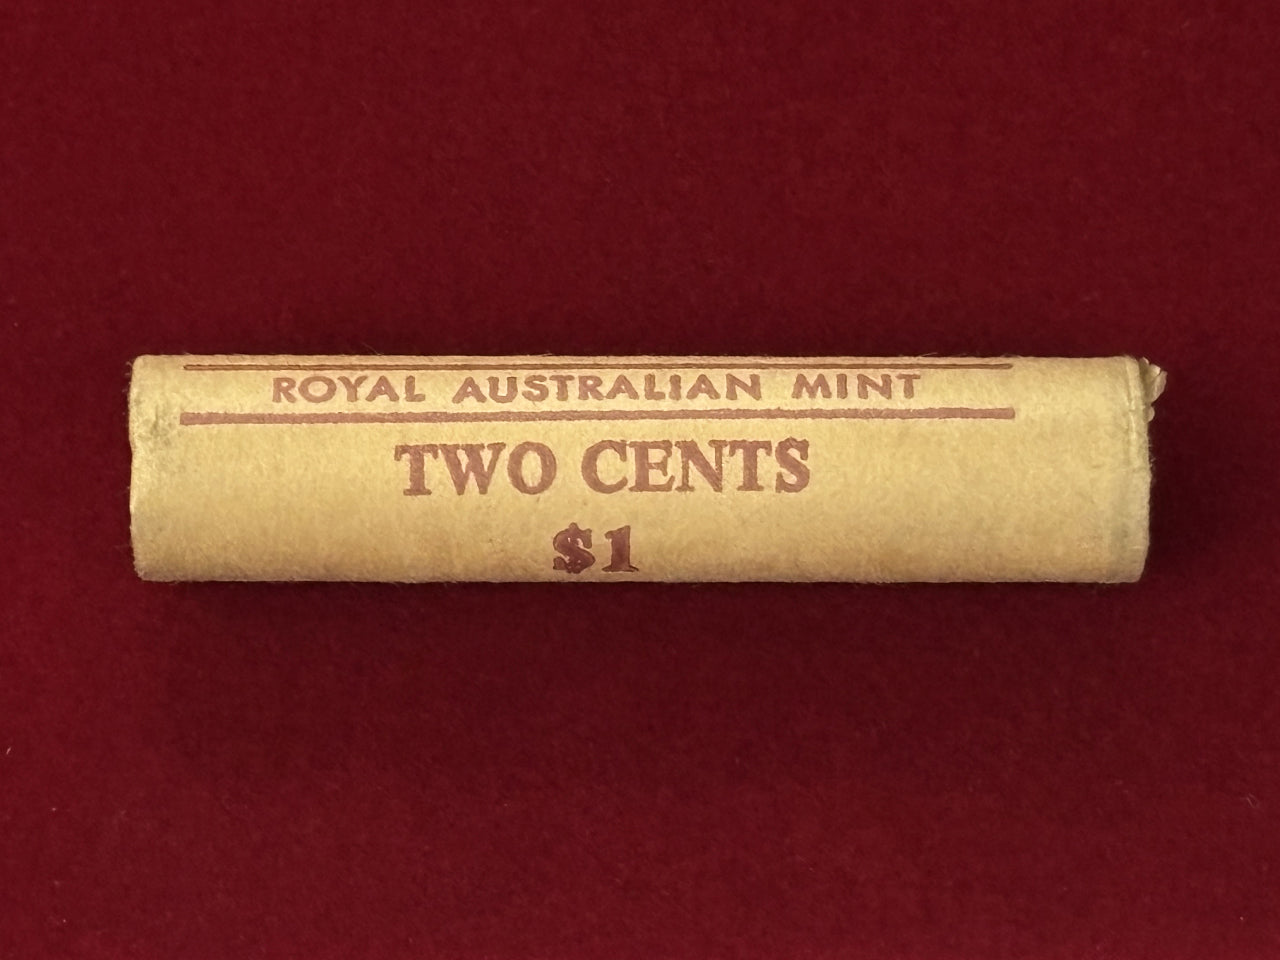 ROYAL AUSTRALIAN MINT
TWO CENTS
$1